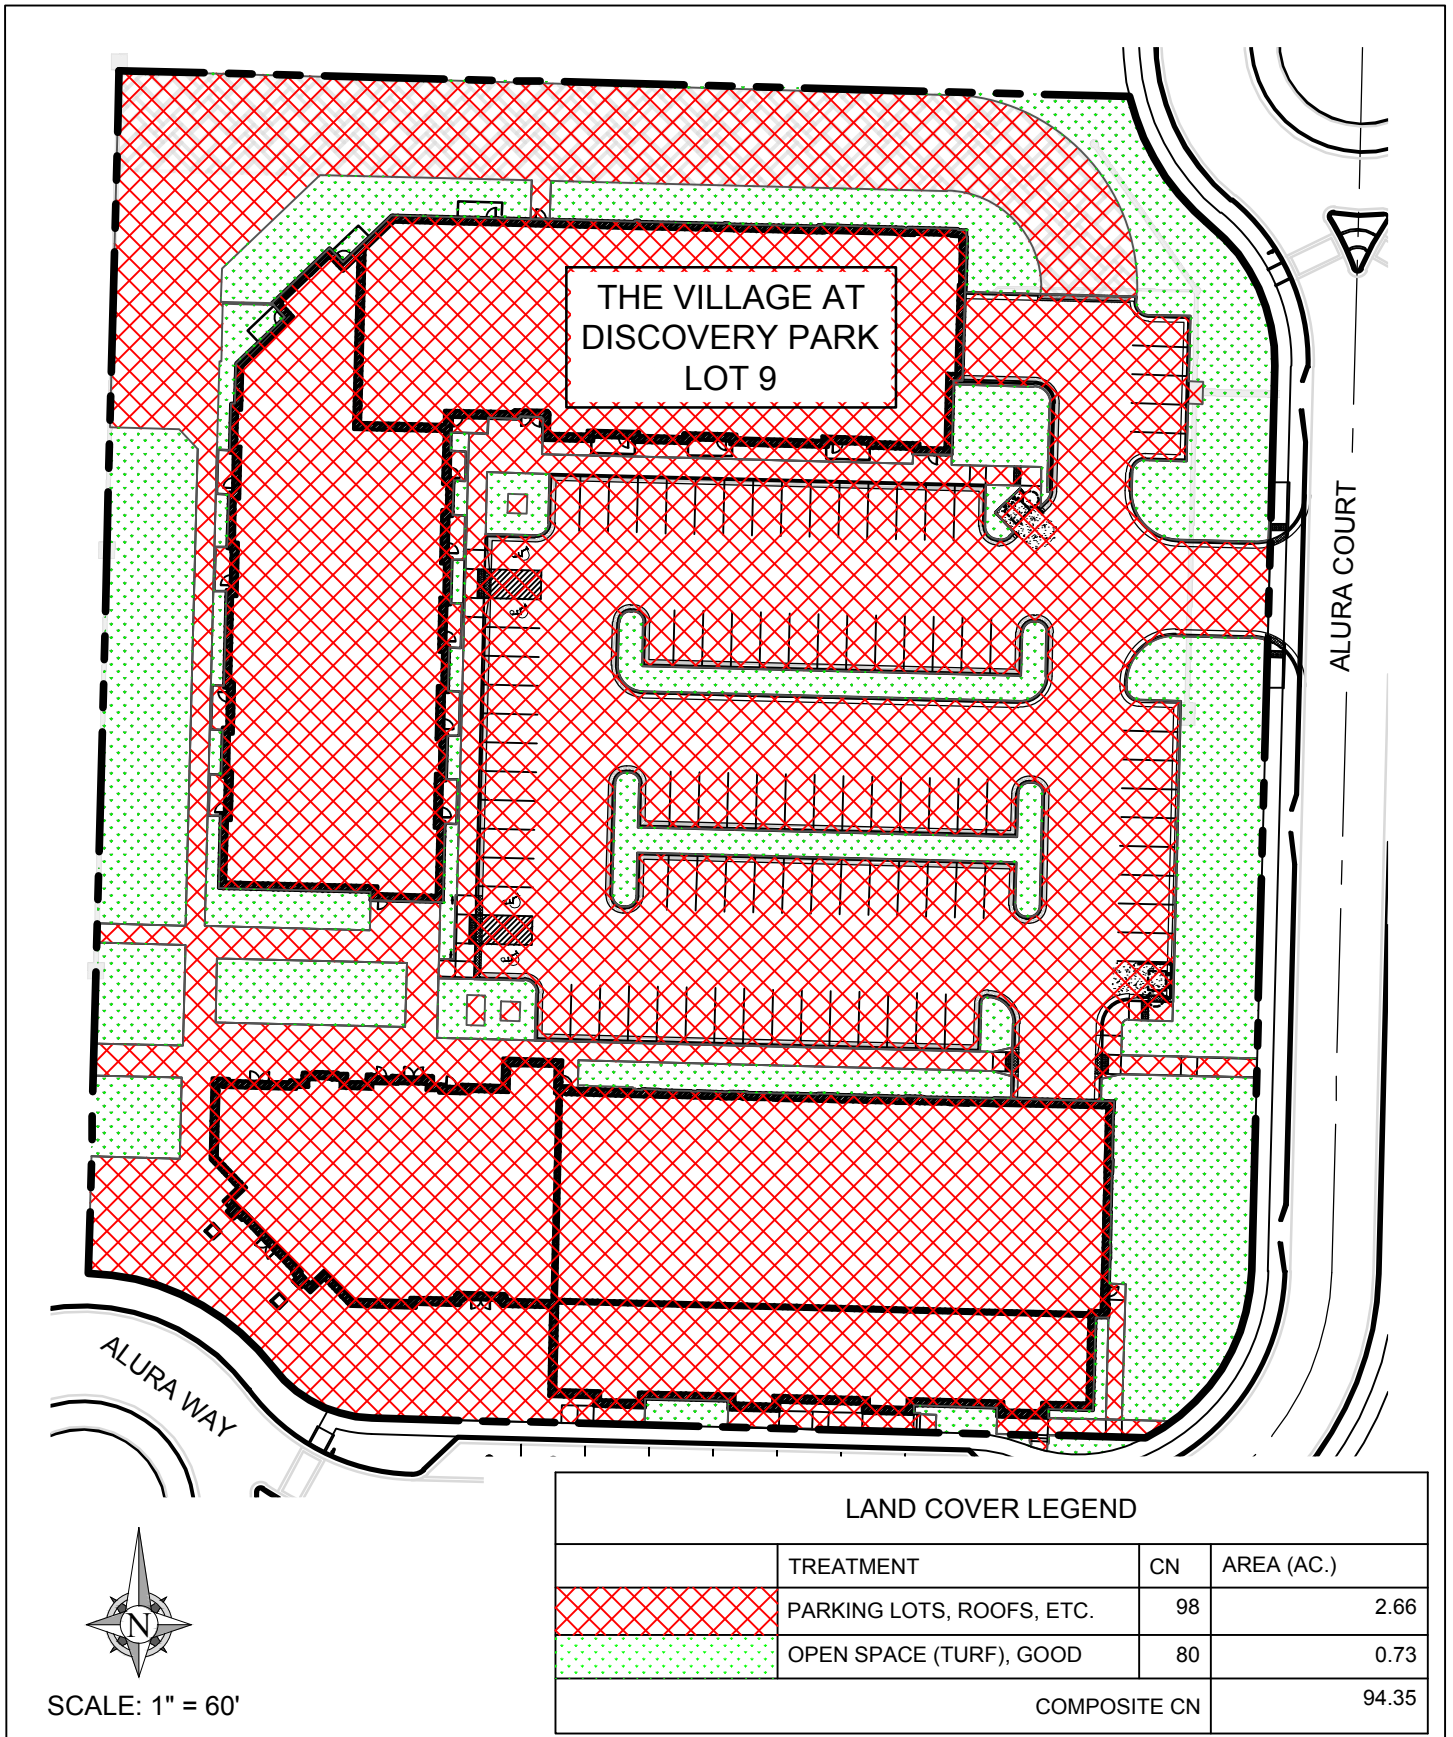 THE VILLAGE AT
DISCOVERY PARK
LOT 9
ALURA COURT
ALURA WAY
N
SCALE: 1" = 60'
LAND COVER LEGEND
TREATMENT CN AREA (AC.)
PARKING LOTS, ROOFS, ETC. 98 2.66
OPEN SPACE (TURF), GOOD 80 0.73
COMPOSITE CN 94.35